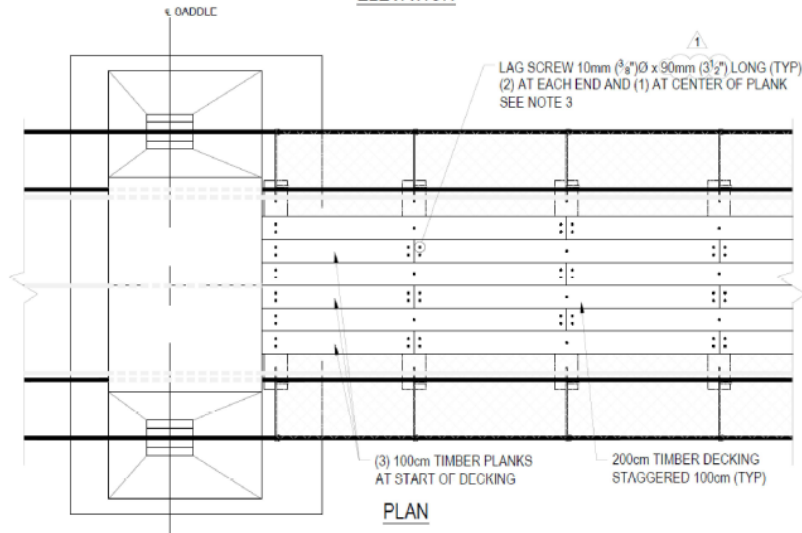 ELEVATION
℄ SADDLE
1
LAG SCREW 10mm (3/8")Ø x 90mm (3 1/2") LONG (TYP)
(2) AT EACH END AND (1) AT CENTER OF PLANK
SEE NOTE 3
(3) 100cm TIMBER PLANKS
AT START OF DECKING
200cm TIMBER DECKING
STAGGERED 100cm (TYP)
PLAN